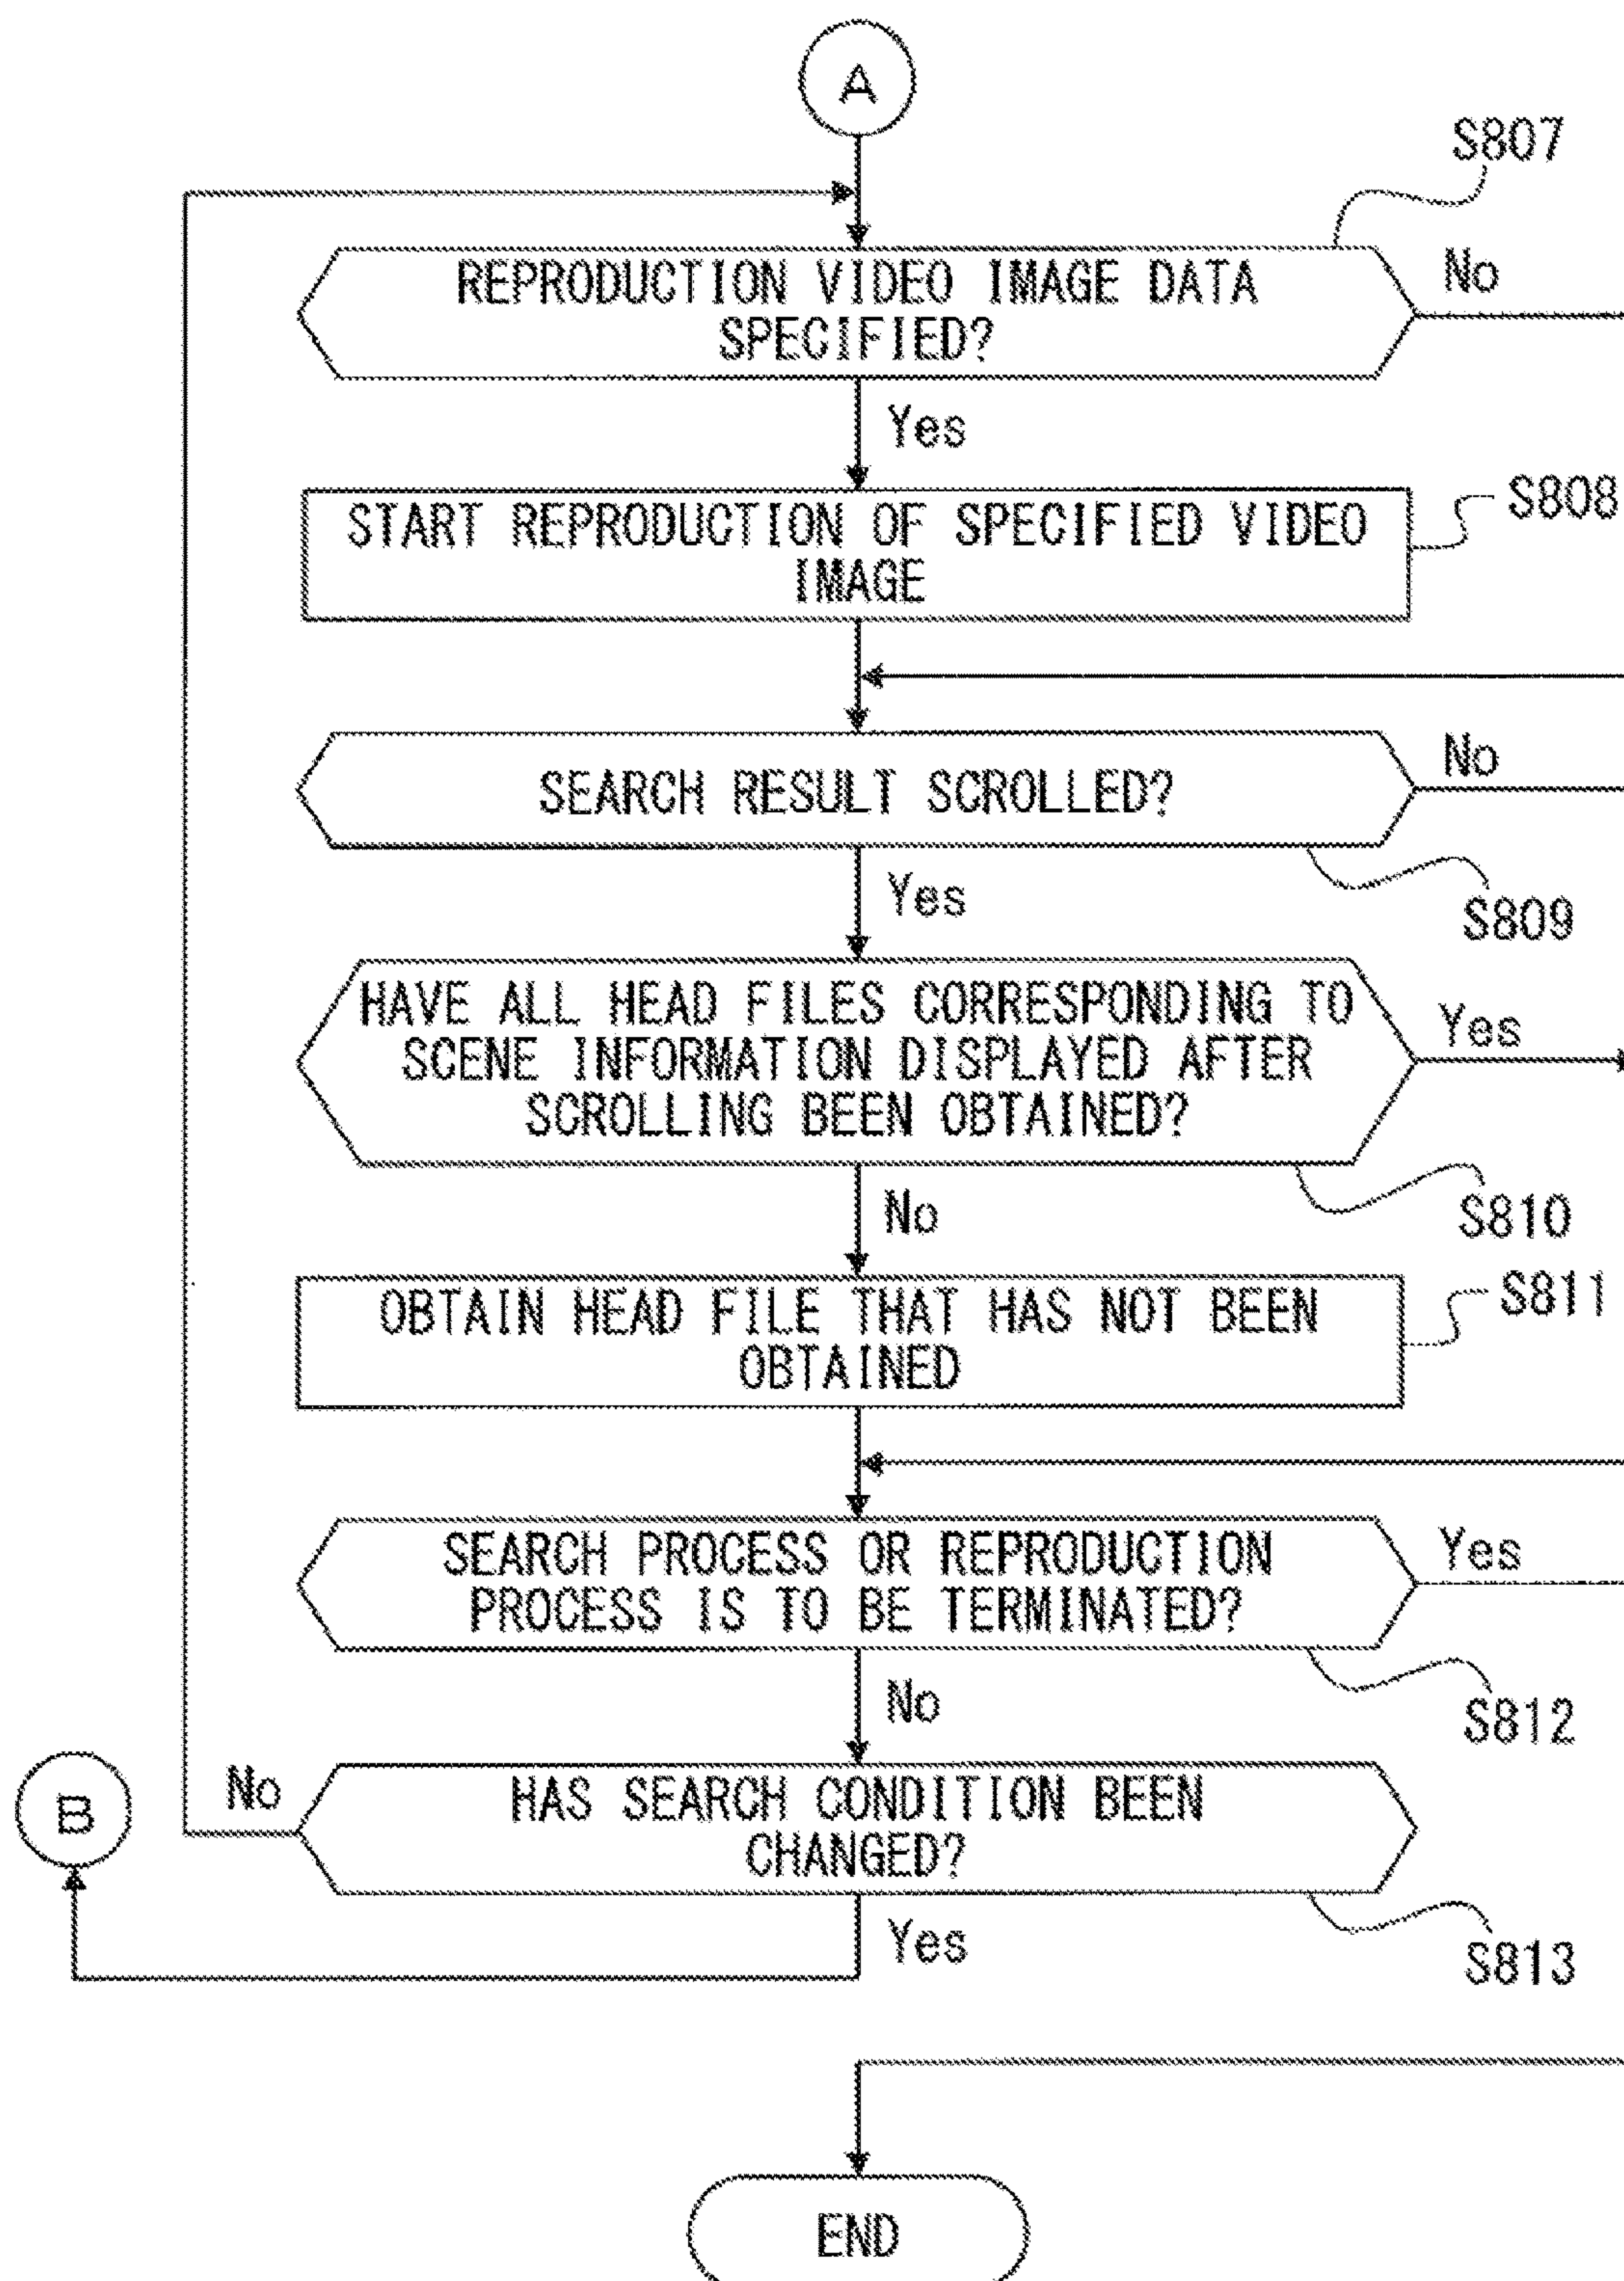 A
S807
REPRODUCTION VIDEO IMAGE DATA
SPECIFIED?
No
Yes
S808
START REPRODUCTION OF SPECIFIED VIDEO
IMAGE
SEARCH RESULT SCROLLED?
No
Yes
S809
HAVE ALL HEAD FILES CORRESPONDING TO
SCENE INFORMATION DISPLAYED AFTER
SCROLLING BEEN OBTAINED?
Yes
No
S810
OBTAIN HEAD FILE THAT HAS NOT BEEN
OBTAINED
S811
SEARCH PROCESS OR REPRODUCTION
PROCESS IS TO BE TERMINATED?
Yes
No
S812
B
No
HAS SEARCH CONDITION BEEN
CHANGED?
Yes
S813
END